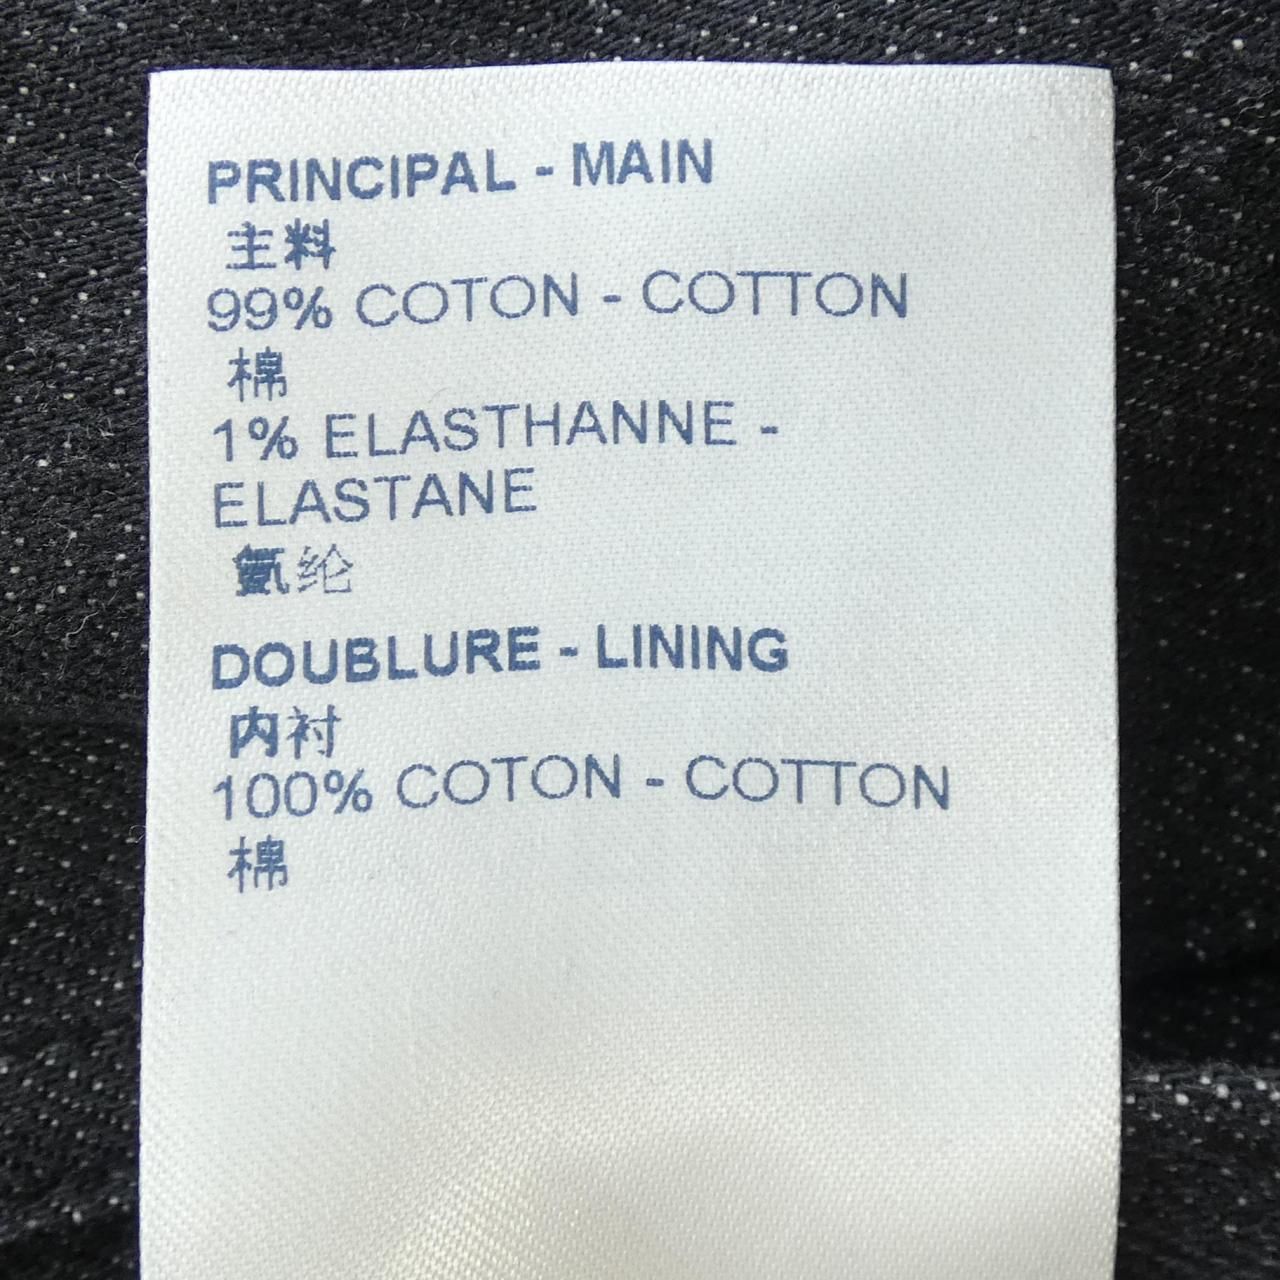 PRINCIPAL - MAIN
主料
99% COTON - COTTON
棉
1% ELASTHANNE -
ELASTANE
氨纶
DOUBLURE - LINING
内衬
100% COTON - COTTON
棉